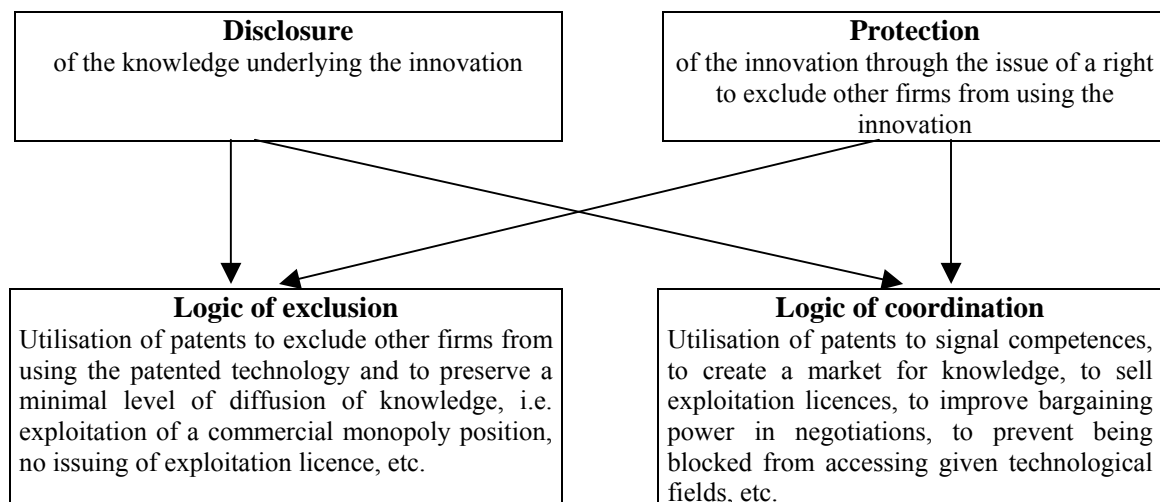 Disclosure
of the knowledge underlying the innovation
Protection
of the innovation through the issue of a right
to exclude other firms from using the
innovation
Logic of exclusion
Utilisation of patents to exclude other firms from
using the patented technology and to preserve a
minimal level of diffusion of knowledge, i.e.
exploitation of a commercial monopoly position,
no issuing of exploitation licence, etc.
Logic of coordination
Utilisation of patents to signal competences,
to create a market for knowledge, to sell
exploitation licences, to improve bargaining
power in negotiations, to prevent being
blocked from accessing given technological
fields, etc.